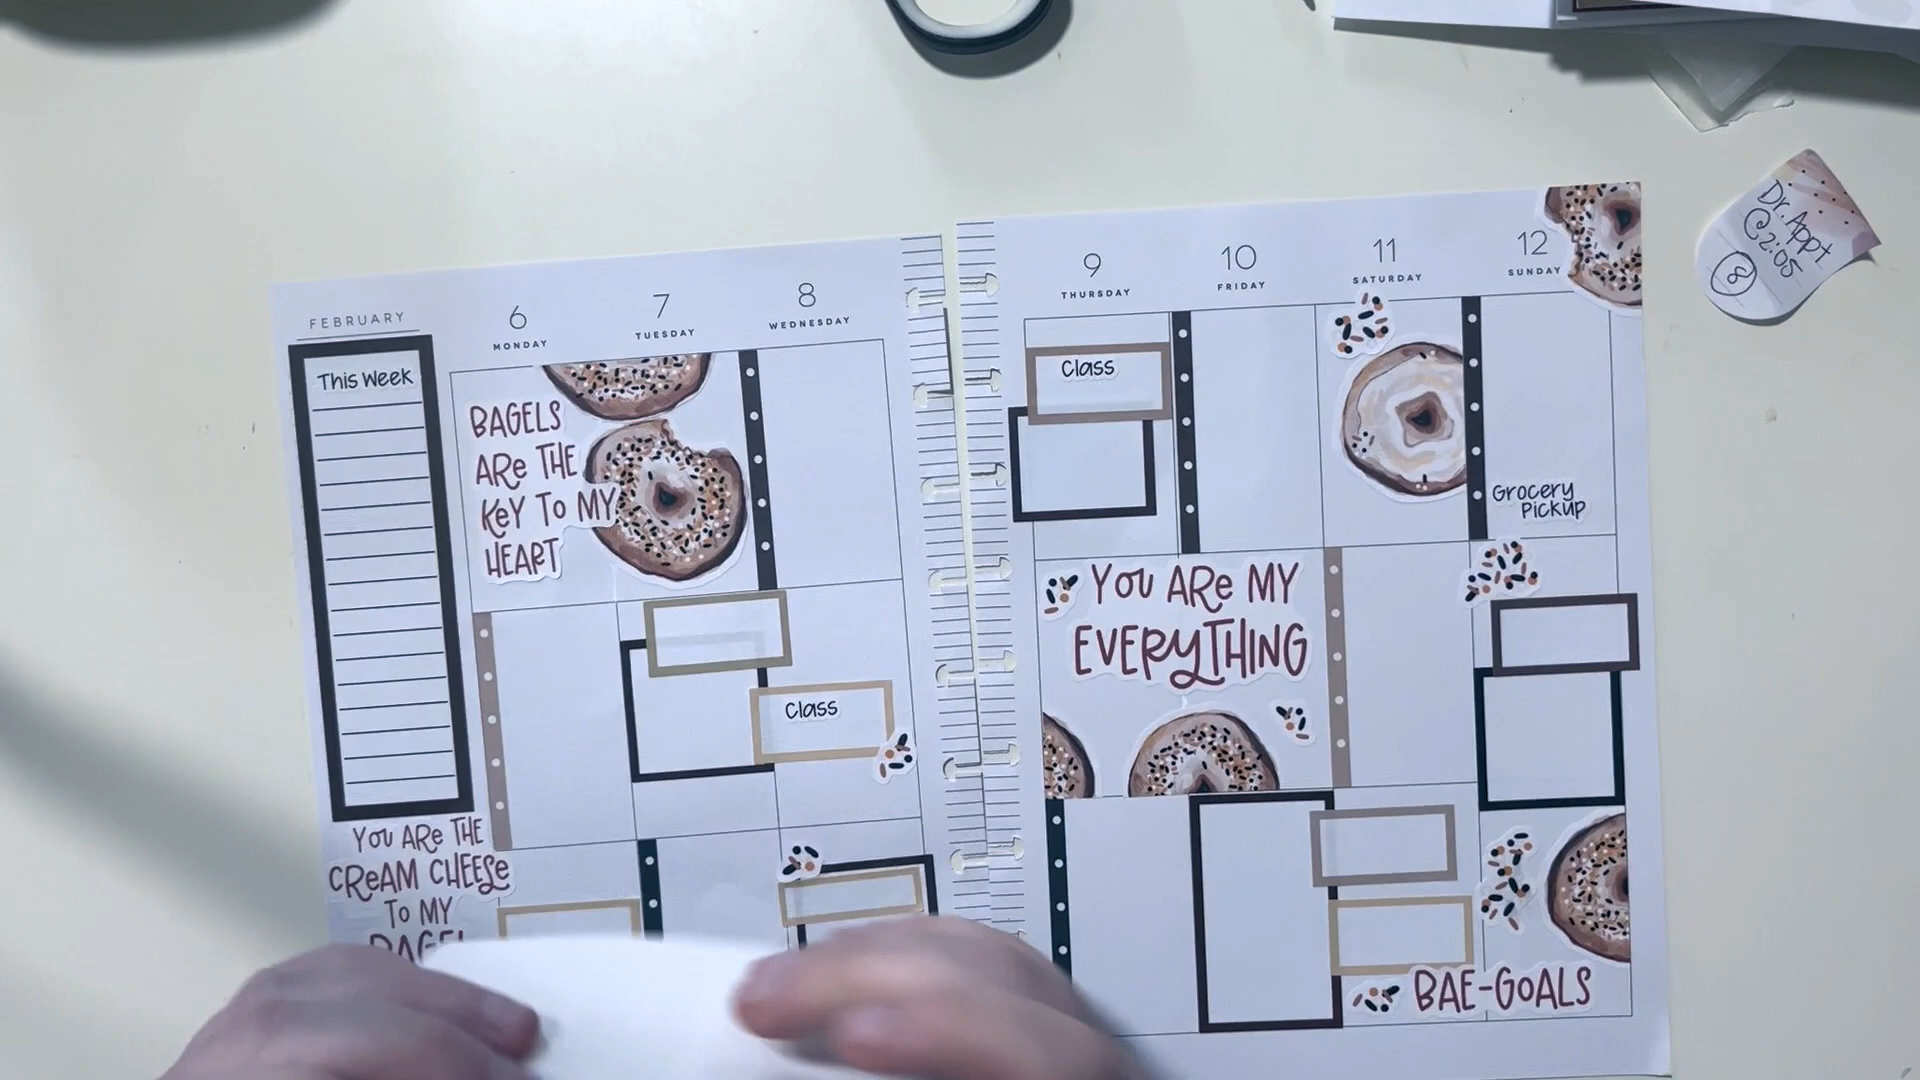 FEBRUARY
6
MONDAY
7
TUESDAY
8
WEDNESDAY
This Week
BAGELS
ARe THE
KeY To MY
HEART
Class
You ARe THE
CReAM CHEESe
To MY
BAGEL
9
THURSDAY
10
FRIDAY
11
SATURDAY
12
SUNDAY
Class
Grocery
Pickup
You ARe MY
EVERYTHING
BAE-GoALS
Dr. Appt
@2:05
8